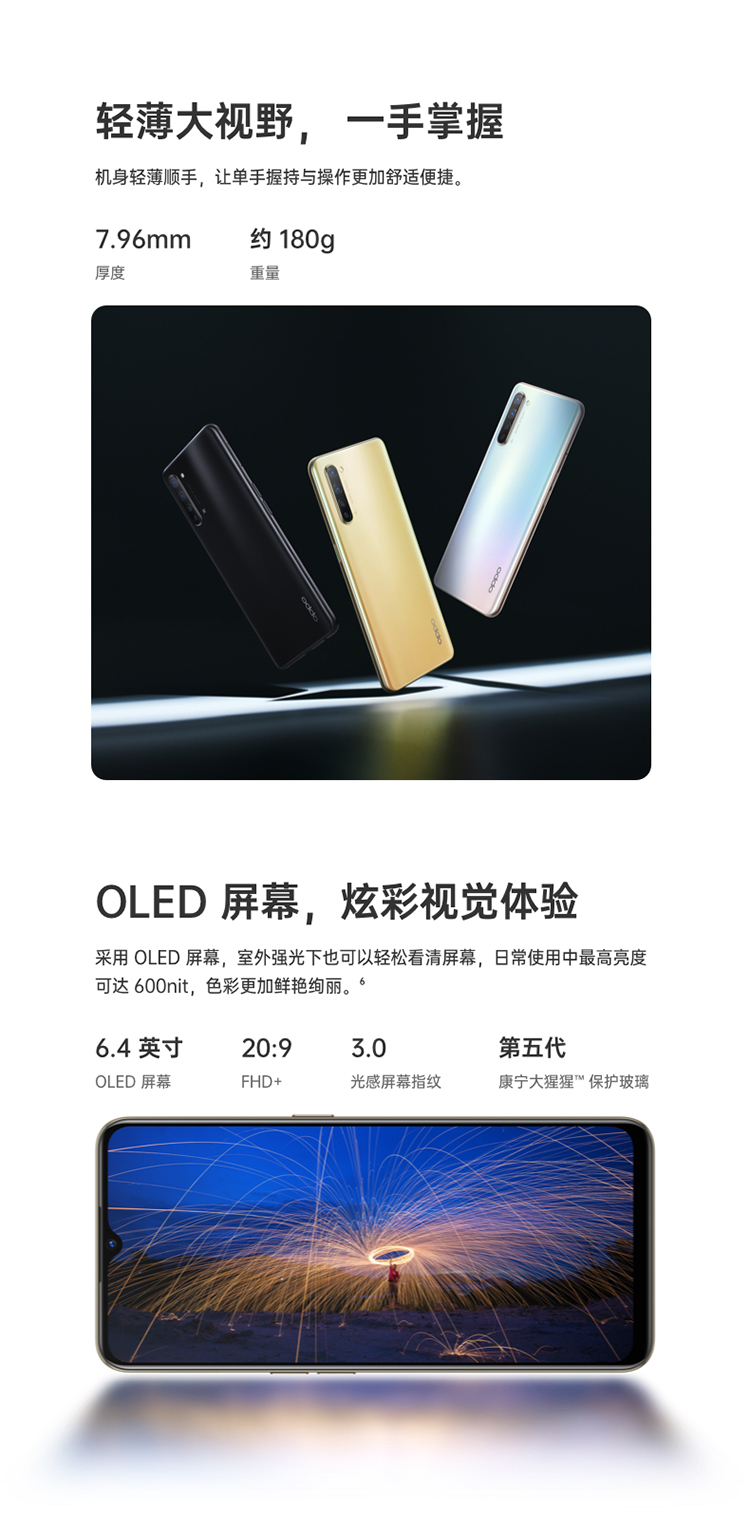 轻薄大视野， 一手掌握
机身轻薄顺手，让单手握持与操作更加舒适便捷。
7.96mm 约 180g
厚度 重量
oppo
oppo
oppo
OLED 屏幕，炫彩视觉体验
采用 OLED 屏幕，室外强光下也可以轻松看清屏幕，日常使用中最高亮度
可达 600nit，色彩更加鲜艳绚丽。⁶
6.4 英寸 20:9 3.0 第五代
OLED 屏幕 FHD+ 光感屏幕指纹 康宁大猩猩™ 保护玻璃